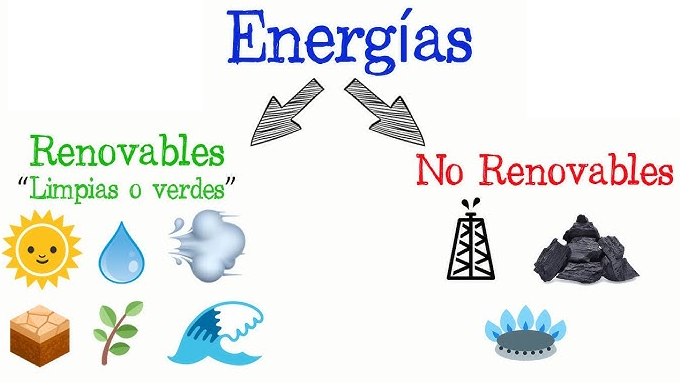 Energías
Renovables
“Limpias o verdes”
No Renovables